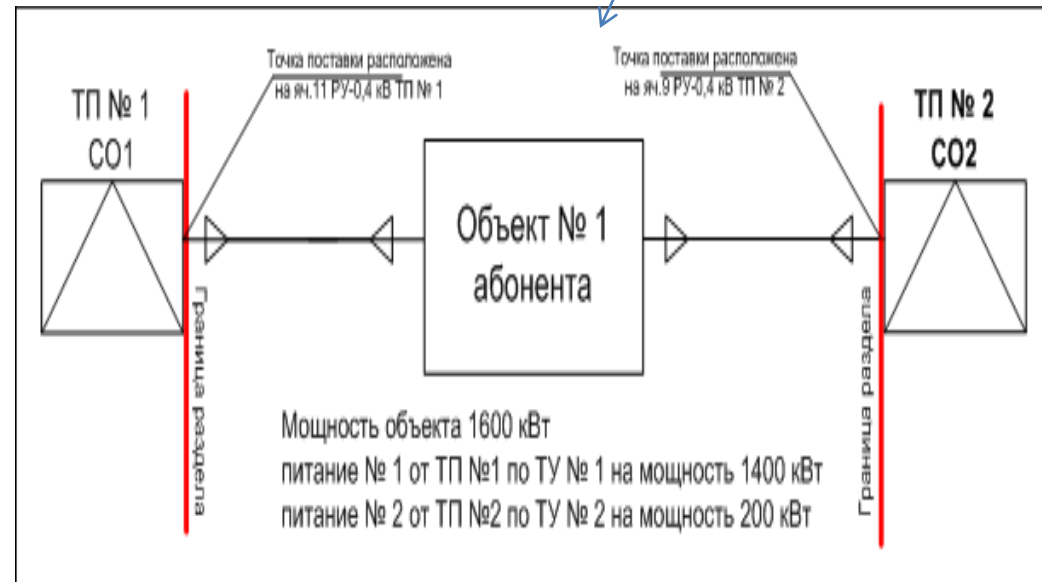 Точка поставки расположена
на яч.11 РУ-0,4 кВ ТП № 1
Точка поставки расположена
на яч.9 РУ-0,4 кВ ТП № 2
ТП № 1
СО1
ТП № 2
СО2
Объект № 1
абонента
Граница раздела
Граница раздела
Мощность объекта 1600 кВт
питание № 1 от ТП №1 по ТУ № 1 на мощность 1400 кВт
питание № 2 от ТП №2 по ТУ № 2 на мощность 200 кВт